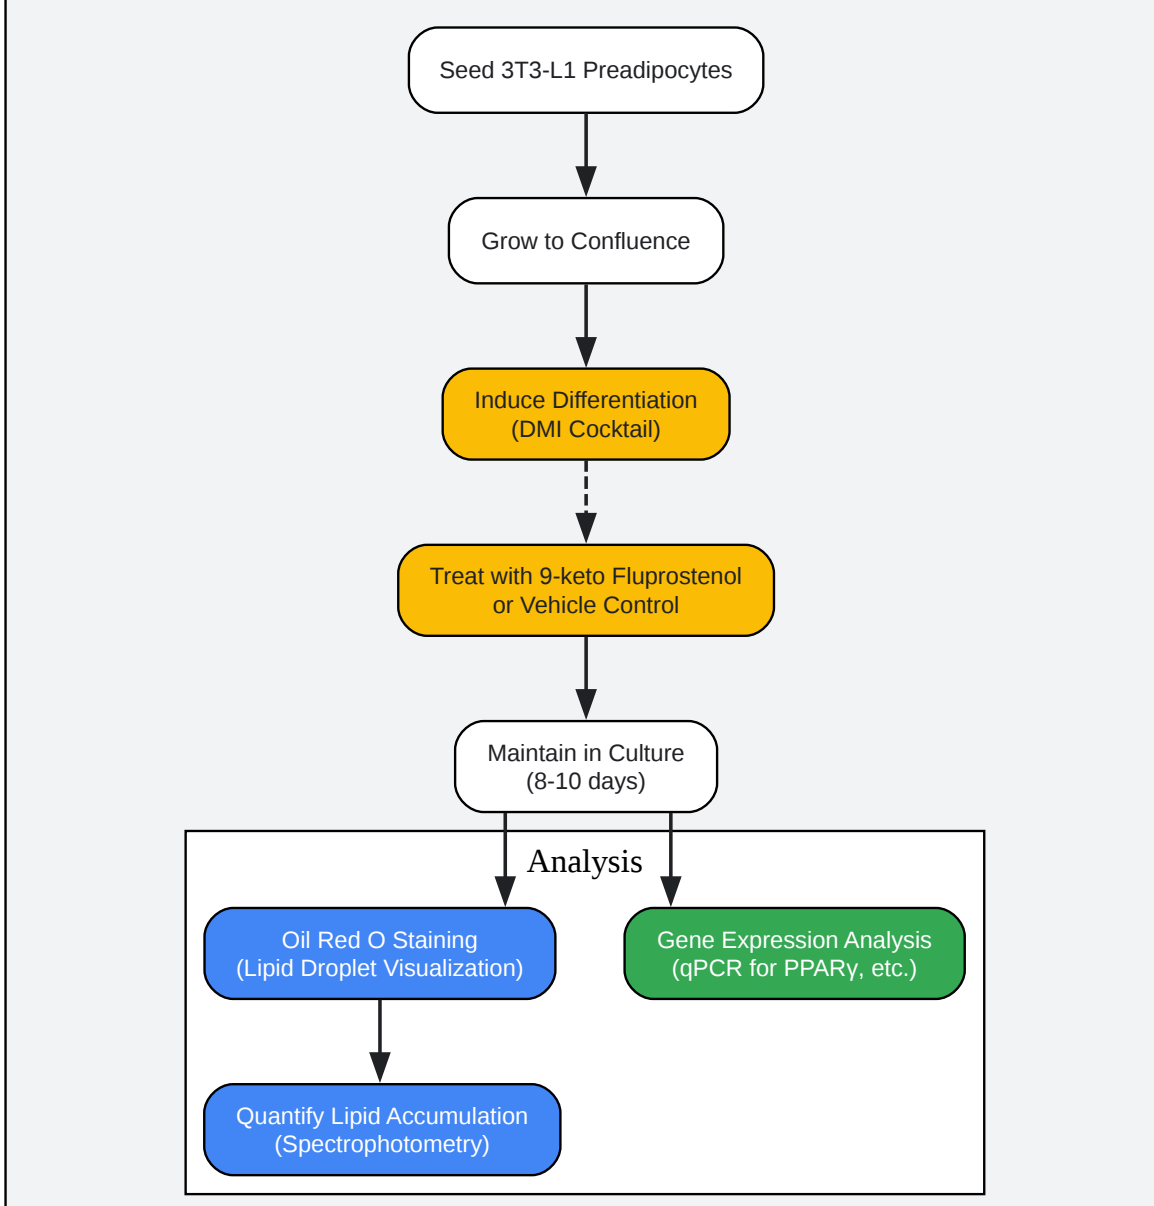 Seed 3T3-L1 Preadipocytes
Grow to Confluence
Induce Differentiation
(DMI Cocktail)
Treat with 9-keto Fluprostenol
or Vehicle Control
Maintain in Culture
(8-10 days)
Analysis
Oil Red O Staining
(Lipid Droplet Visualization)
Gene Expression Analysis
(qPCR for PPARγ, etc.)
Quantify Lipid Accumulation
(Spectrophotometry)